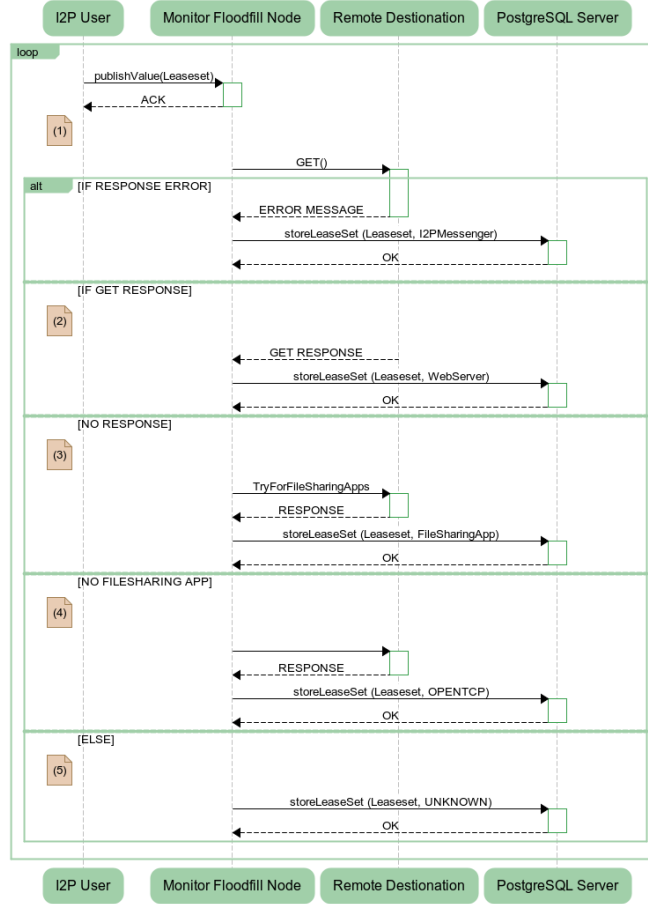 I2P User
Monitor Floodfill Node
Remote Destionation
PostgreSQL Server
loop
publishValue(Leaseset)
ACK
(1)
GET()
alt
[IF RESPONSE ERROR]
ERROR MESSAGE
storeLeaseSet (Leaseset, I2PMessenger)
OK
[IF GET RESPONSE]
(2)
GET RESPONSE
storeLeaseSet (Leaseset, WebServer)
OK
[NO RESPONSE]
(3)
TryForFileSharingApps
RESPONSE
storeLeaseSet (Leaseset, FileSharingApp)
OK
[NO FILESHARING APP]
(4)
RESPONSE
storeLeaseSet (Leaseset, OPENTCP)
OK
[ELSE]
(5)
storeLeaseSet (Leaseset, UNKNOWN)
OK
I2P User
Monitor Floodfill Node
Remote Destionation
PostgreSQL Server